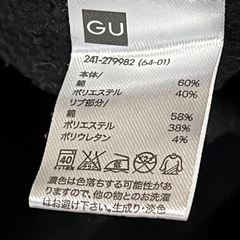 GU
241-279982 (64-01)
本体/
綿 60%
ポリエステル 40%
リブ部分/
綿 58%
ポリエステル 38%
ポリウレタン 4%
40
濃色は色落ちする可能性があ
りますので、他の物とのお洗濯
はお避け下さい。生成り・淡色